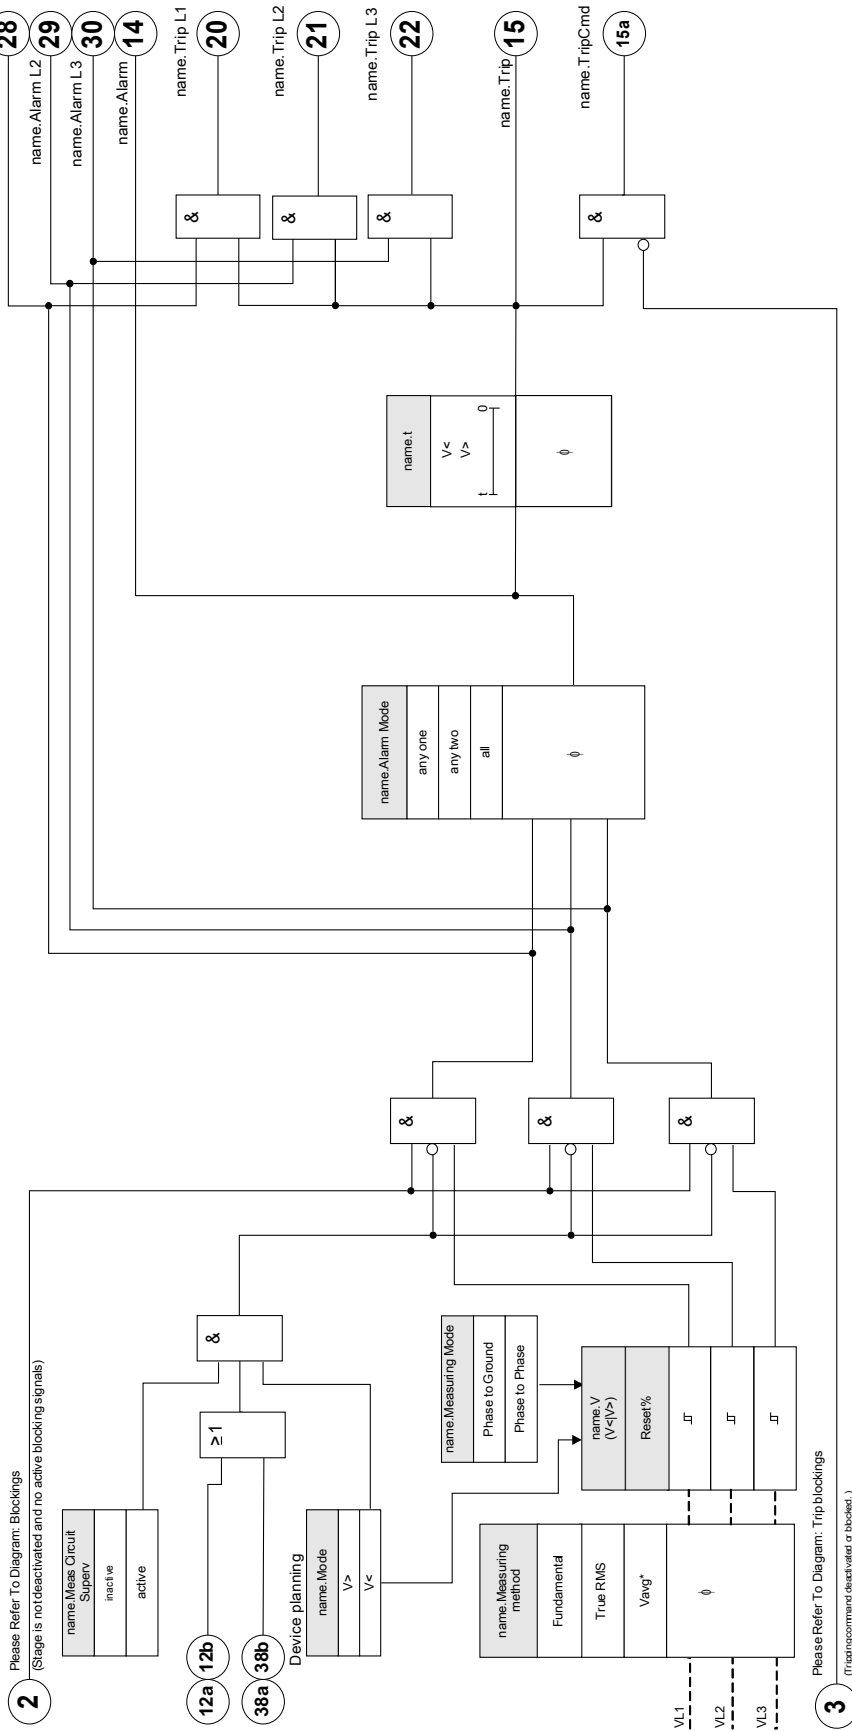 2
Please Refer To Diagram: Blockings
(Stage is not deactivated and no active blocking signals)
name.Meas Circuit
Superv
inactive
active
12a
12b
38a
38b
≥1
&
Device planning
name.Mode
V>
V<
name.Measuring
method
Fundamental
True RMS
Vavg*
ϕ
VL1
VL2
VL3
name.Measuring Mode
Phase to Ground
Phase to Phase
name.V
(V<|V>)
Reset%
&
&
&
name.Alarm Mode
any one
any two
all
ϕ
name.t
V<
V>
t
0
ϕ
&
&
&
&
28
name.Alarm L2
29
name.Alarm L3
30
name.Alarm
14
name.Trip L1
20
name.Trip L2
21
name.Trip L3
22
name.Trip
15
name.TripCmd
15a
3
Please Refer To Diagram: Trip blockings
(Tripping command deactivated or blocked. )